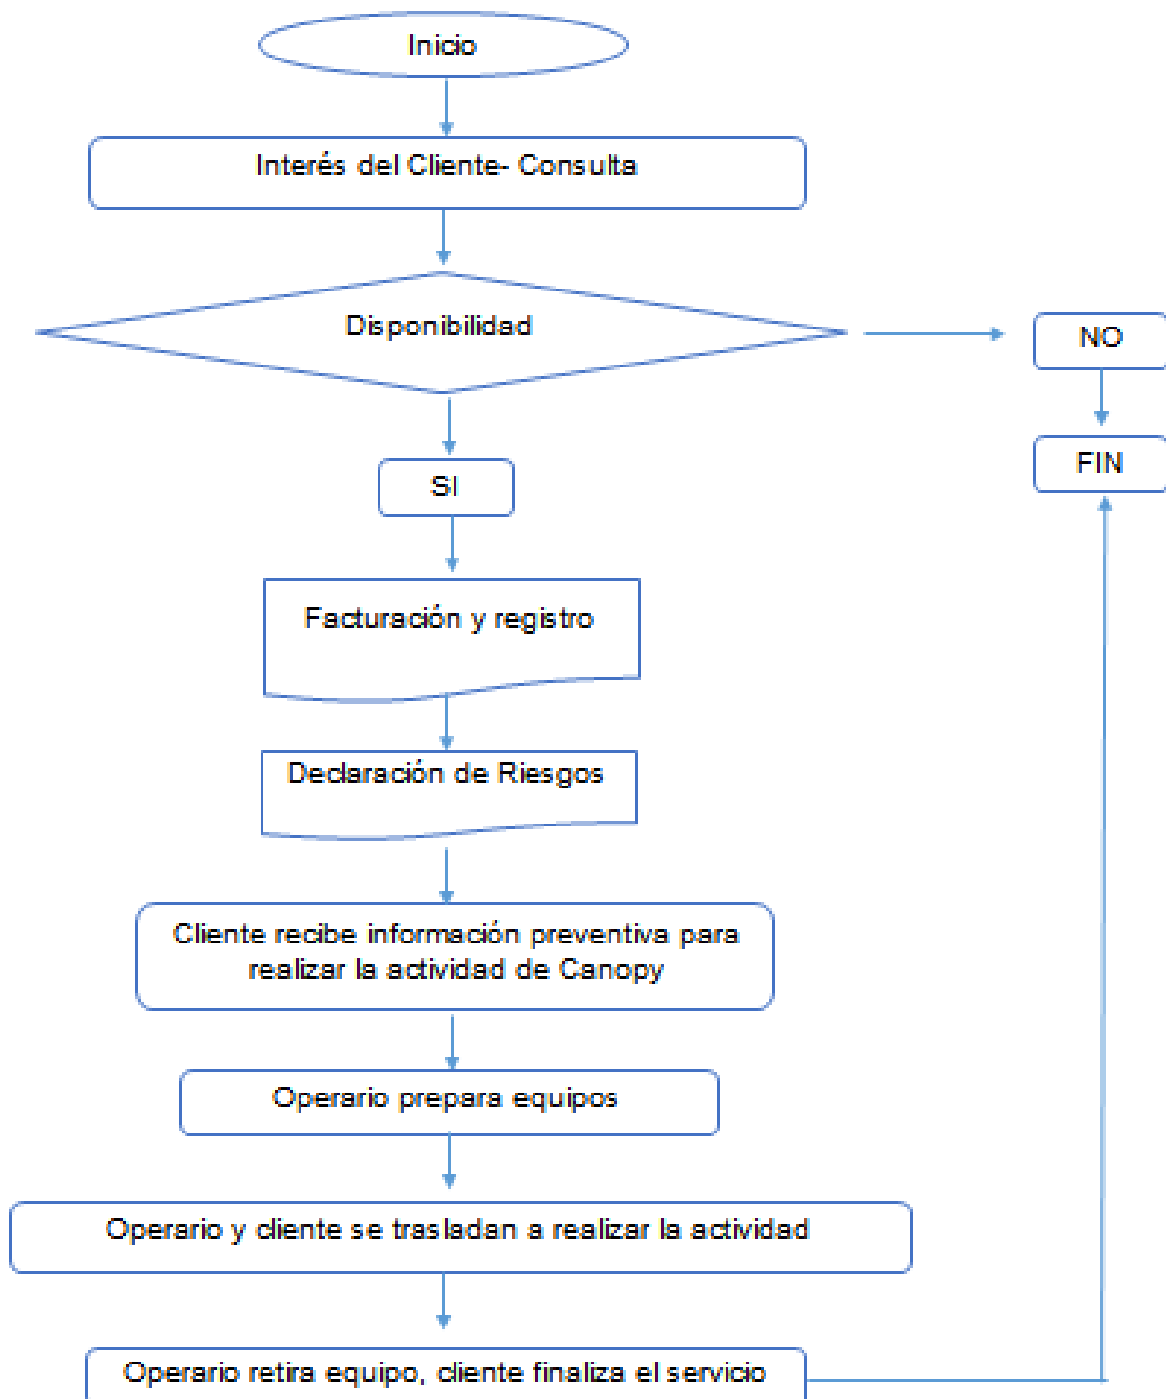 Inicio
Interés del Cliente- Consulta
Disponibilidad
NO
FIN
SI
Facturación y registro
Declaración de Riesgos
Cliente recibe información preventiva para
realizar la actividad de Canopy
Operario prepara equipos
Operario y cliente se trasladan a realizar la actividad
Operario retira equipo, cliente finaliza el servicio